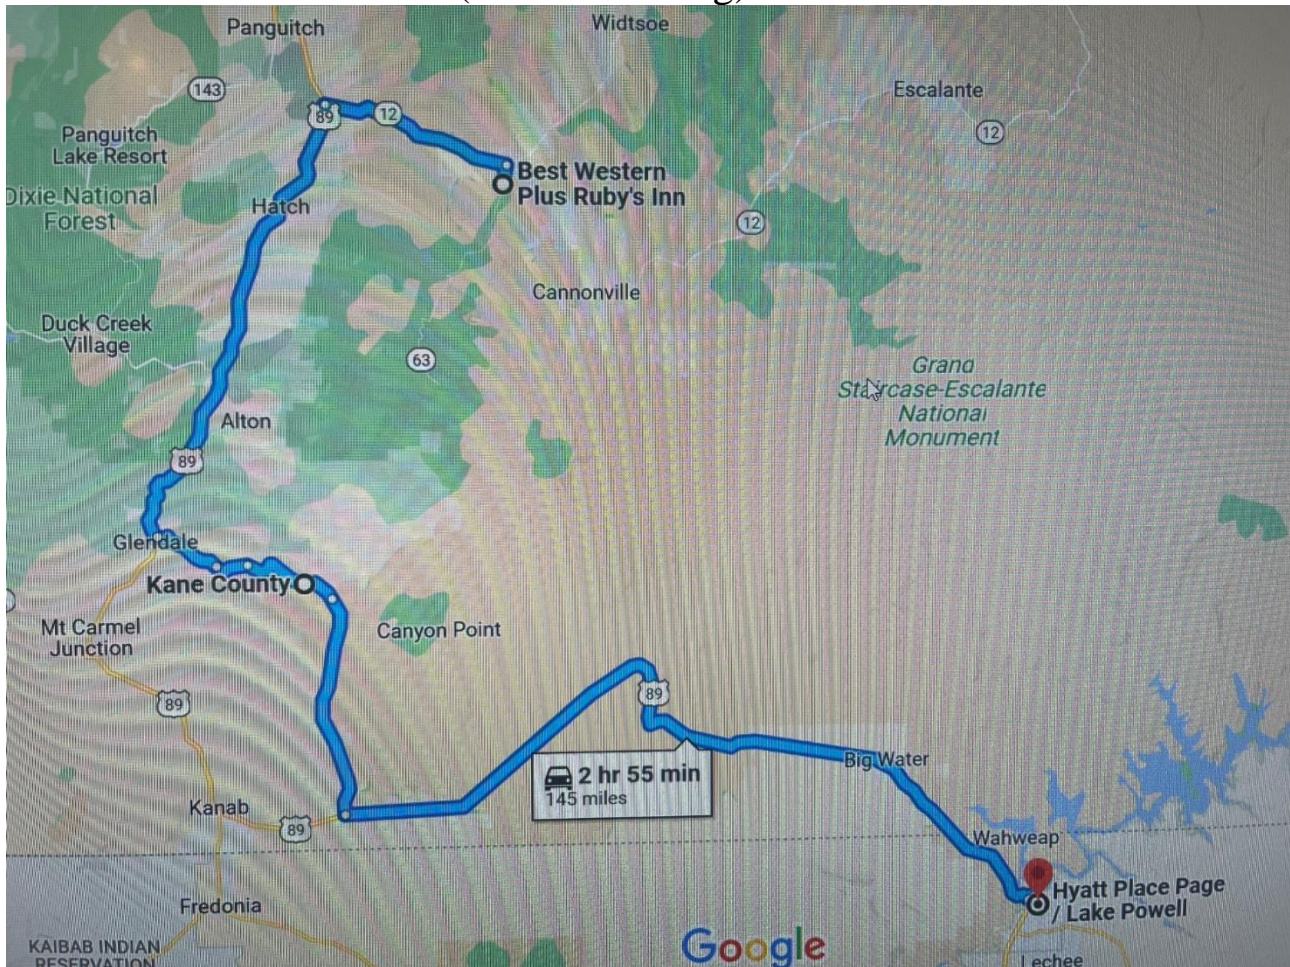 Panguitch
Widtsoe
143
89
12
Escalante
12
Panguitch
Lake Resort
Best Western
Plus Ruby's Inn
Dixie National
Forest
Hatch
12
Cannonville
Duck Creek
Village
63
Grand
Staircase-Escalante
National
Monument
Alton
89
Glendale
Kane County
Mt Carmel
Junction
Canyon Point
89
89
Big Water
2 hr 55 min
145 miles
Kanab
89
Wahweap
Hyatt Place Page
/ Lake Powell
Fredonia
KAIBAB INDIAN
RESERVATION
Google
Lechee